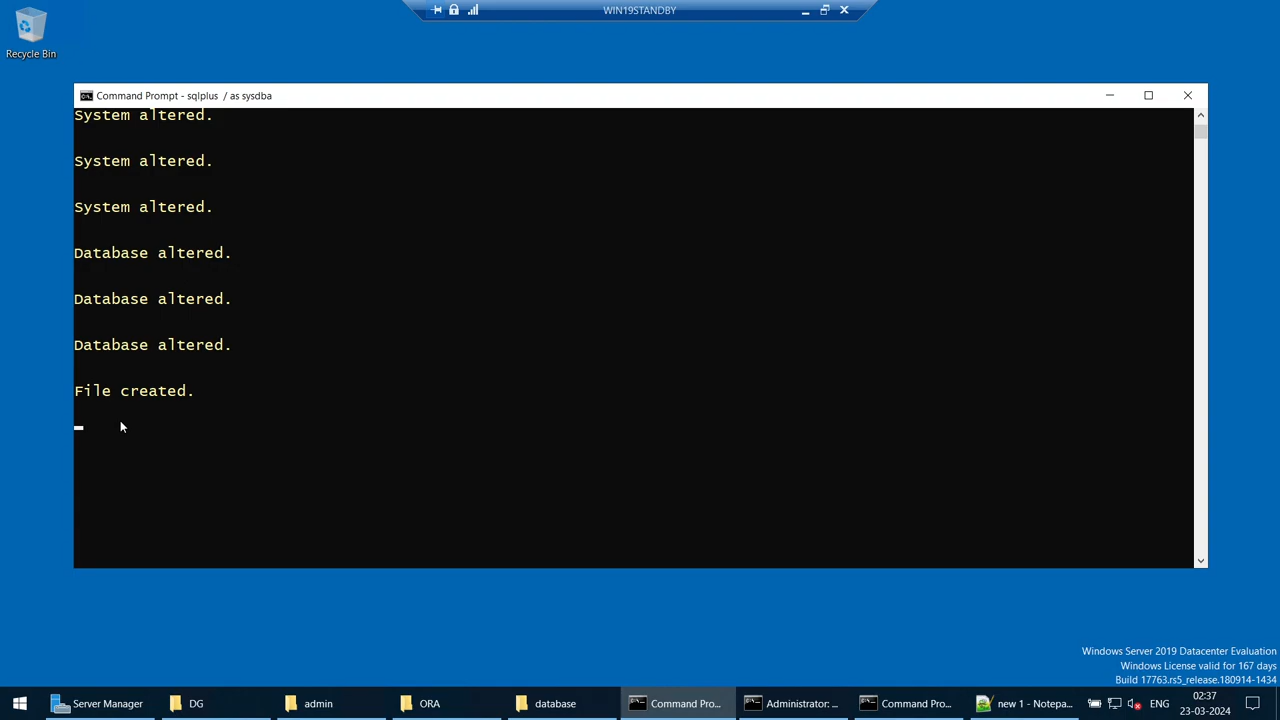 WIN19STANDBY
Recycle Bin
Command Prompt - sqlplus / as sysdba
System altered.
System altered.
System altered.
Database altered.
Database altered.
Database altered.
File created.
Windows Server 2019 Datacenter Evaluation
Windows License valid for 167 days
Build 17763.rs5_release.180914-1434
Server Manager
DG
admin
ORA
database
Command Pro...
Administrator: ...
Command Pro...
new 1 - Notepa...
ENG
02:37
23-03-2024